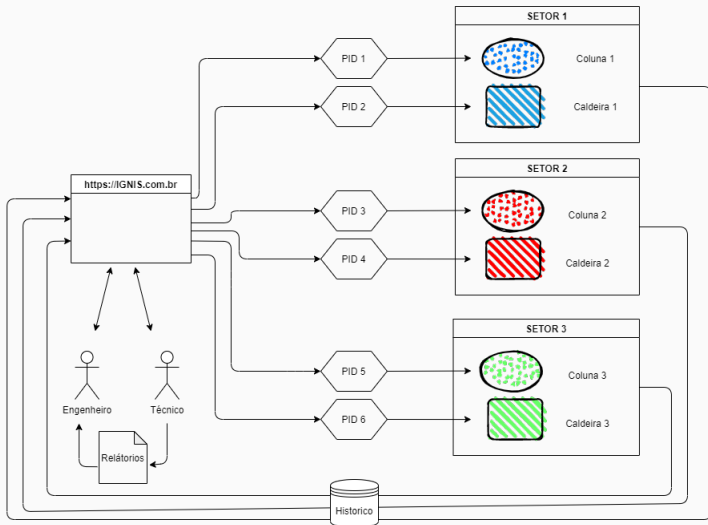 SETOR 1
PID 1
Coluna 1
PID 2
Caldeira 1
https://IGNIS.com.br
SETOR 2
PID 3
Coluna 2
PID 4
Caldeira 2
SETOR 3
PID 5
Coluna 3
PID 6
Caldeira 3
Engenheiro
Técnico
Relátorios
Historico